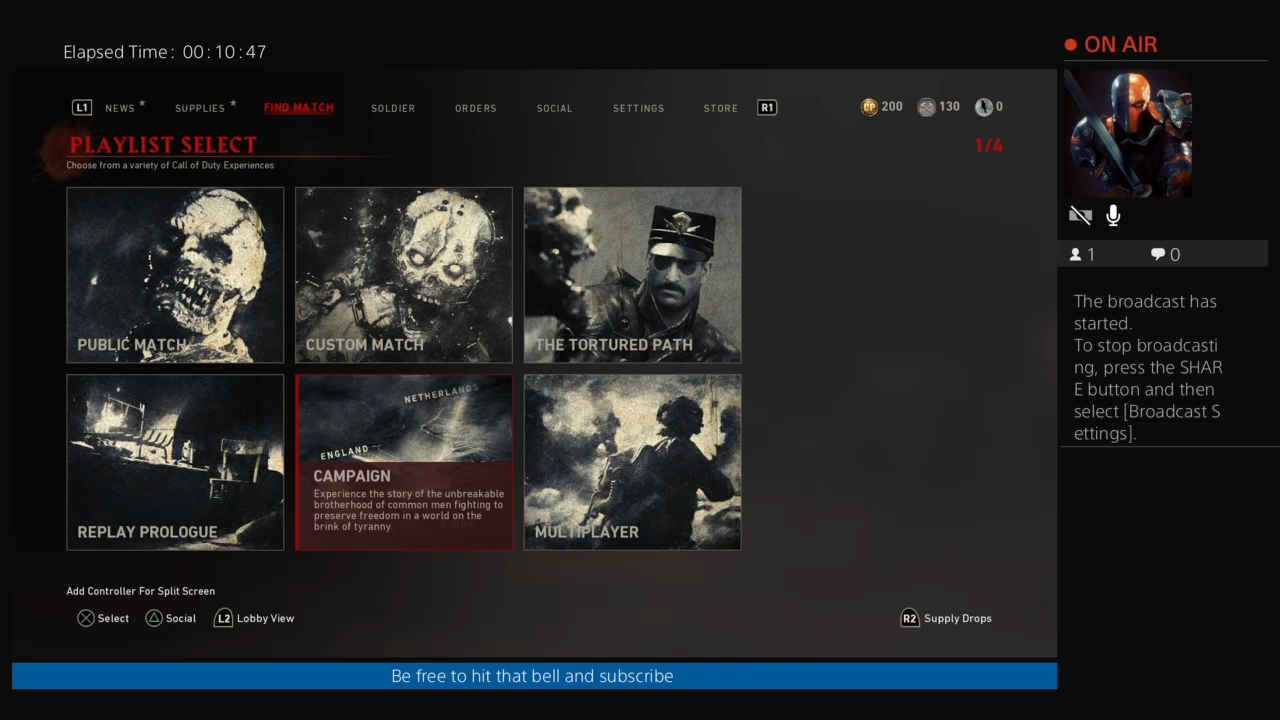 Elapsed Time: 00:10:47
ON AIR
L1 NEWS * SUPPLIES * FIND MATCH SOLDIER ORDERS SOCIAL SETTINGS STORE R1
CP 200 130 0
PLAYLIST SELECT
1/4
Choose from a variety of Call of Duty Experiences
PUBLIC MATCH
CUSTOM MATCH
THE TORTURED PATH
REPLAY PROLOGUE
NETHERLANDS
ENGLAND
CAMPAIGN
Experience the story of the unbreakable
brotherhood of common men fighting to
preserve freedom in a world on the
brink of tyranny.
MULTIPLAYER
Add Controller For Split Screen
Select Social L2 Lobby View
R2 Supply Drops
1 0
The broadcast has
started.
To stop broadcasti
ng, press the SHAR
E button and then
select [Broadcast S
ettings].
Be free to hit that bell and subscribe